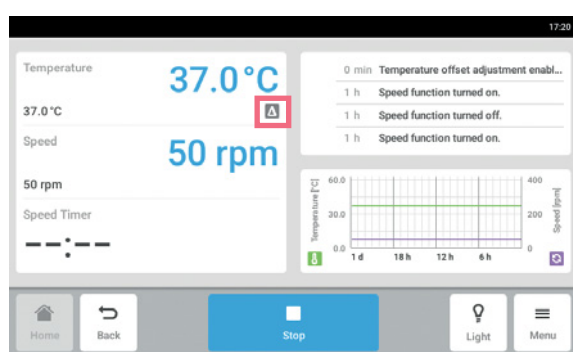 17:20
Temperature
37.0°C
37.0°C
Δ
Speed
50 rpm
50 rpm
Speed Timer
--:--
0 min Temperature offset adjustment enabl...
1 h Speed function turned on.
1 h Speed function turned off.
1 h Speed function turned on.
Temperature [°C]
60.0
30.0
0.0
1 d 18 h 12 h 6 h
400
200
0
Speed [rpm]
Home
Back
Stop
Light
Menu